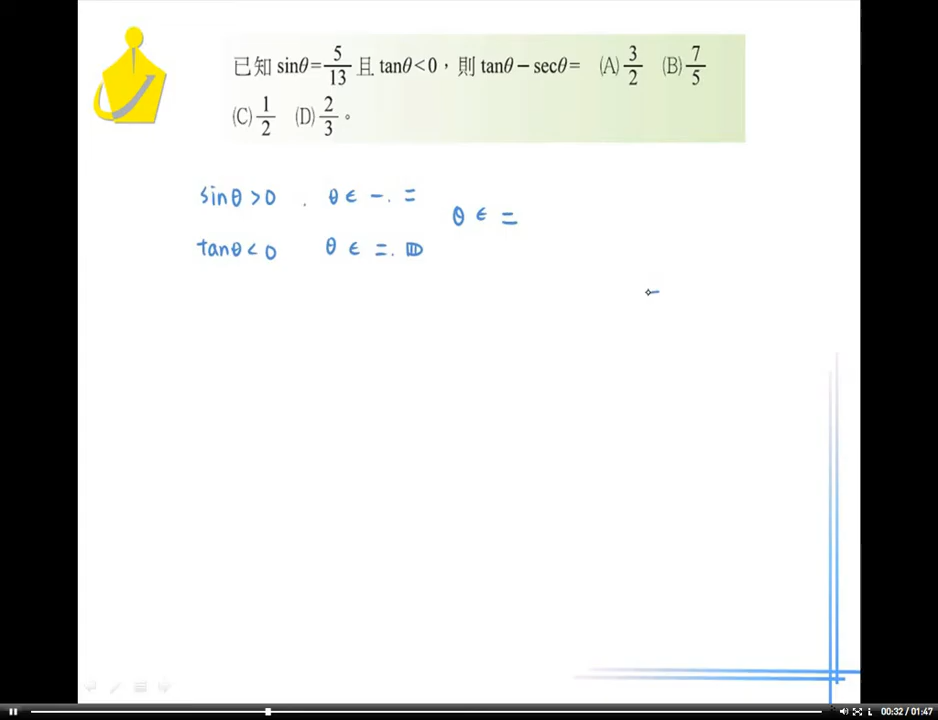 已知 sinθ=5/13 且 tanθ<0，則 tanθ−secθ= (A) 3/2 (B) 7/5
(C) 1/2 (D) 2/3。
sinθ>0 . θ∈一.二
θ∈二
tanθ<0 θ∈二.四
00:32 / 01:47